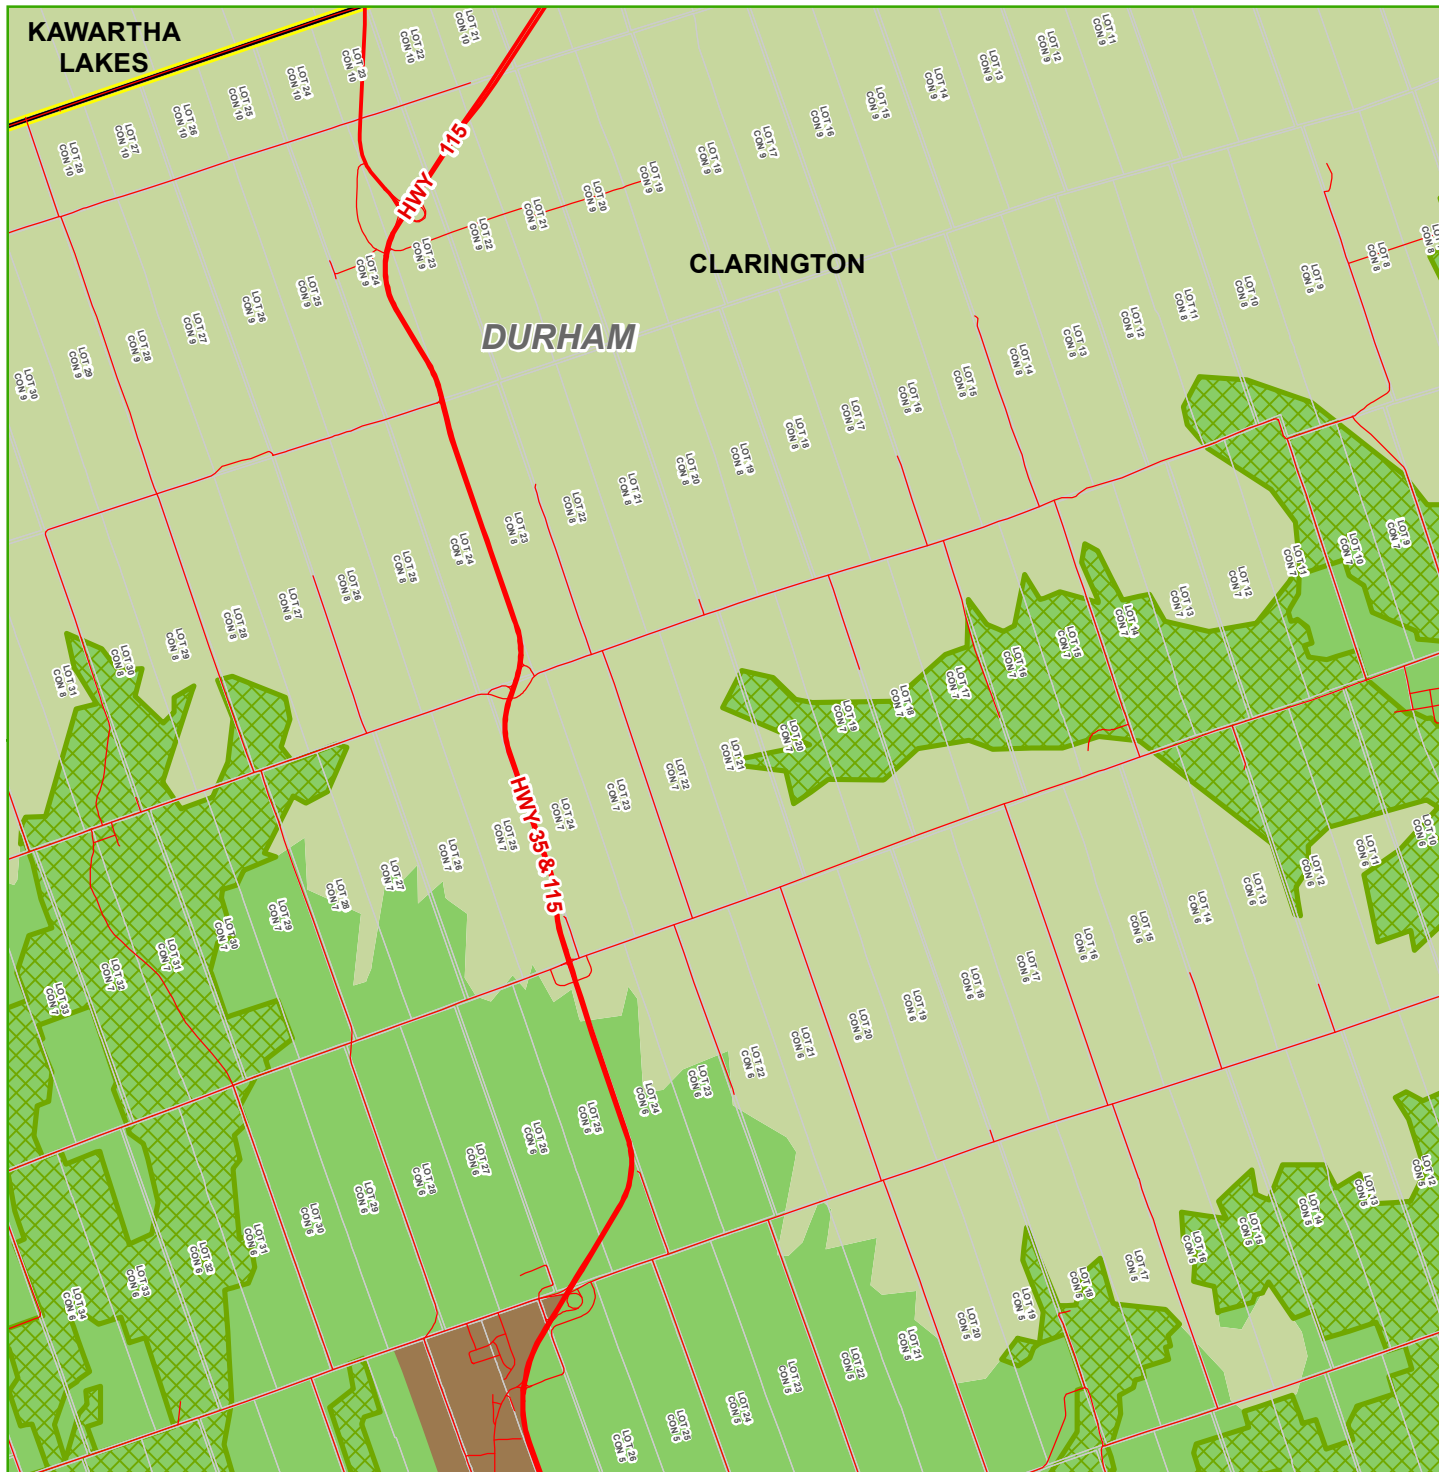 KAWARTHA
LAKES
LOT 21
CON 10
LOT 22
CON 10
LOT 23
CON 10
LOT 24
CON 10
LOT 25
CON 10
LOT 26
CON 10
LOT 27
CON 10
LOT 28
CON 10
HWY 115
LOT 11
CON 9
LOT 12
CON 9
LOT 13
CON 9
LOT 14
CON 9
LOT 15
CON 9
LOT 16
CON 9
LOT 17
CON 9
LOT 18
CON 9
LOT 19
CON 9
LOT 20
CON 9
LOT 21
CON 9
LOT 22
CON 9
LOT 23
CON 9
LOT 24
CON 9
LOT 25
CON 9
LOT 26
CON 9
LOT 27
CON 9
LOT 28
CON 9
LOT 29
CON 9
LOT 30
CON 9
CLARINGTON
DURHAM
LOT 8
CON 8
LOT 9
CON 8
LOT 10
CON 8
LOT 11
CON 8
LOT 12
CON 8
LOT 13
CON 8
LOT 14
CON 8
LOT 15
CON 8
LOT 16
CON 8
LOT 17
CON 8
LOT 18
CON 8
LOT 19
CON 8
LOT 20
CON 8
LOT 21
CON 8
LOT 22
CON 8
LOT 23
CON 8
LOT 24
CON 8
LOT 25
CON 8
LOT 26
CON 8
LOT 27
CON 8
LOT 28
CON 8
LOT 29
CON 8
LOT 30
CON 8
LOT 31
CON 8
LOT 9
CON 7
LOT 10
CON 7
LOT 11
CON 7
LOT 12
CON 7
LOT 13
CON 7
LOT 14
CON 7
LOT 15
CON 7
LOT 16
CON 7
LOT 17
CON 7
LOT 18
CON 7
LOT 19
CON 7
LOT 20
CON 7
LOT 21
CON 7
LOT 22
CON 7
LOT 23
CON 7
LOT 24
CON 7
HWY 35 & 115
LOT 25
CON 7
LOT 26
CON 7
LOT 27
CON 7
LOT 28
CON 7
LOT 29
CON 7
LOT 30
CON 7
LOT 31
CON 7
LOT 32
CON 7
LOT 33
CON 7
LOT 10
CON 6
LOT 11
CON 6
LOT 12
CON 6
LOT 13
CON 6
LOT 14
CON 6
LOT 15
CON 6
LOT 16
CON 6
LOT 17
CON 6
LOT 18
CON 6
LOT 19
CON 6
LOT 20
CON 6
LOT 21
CON 6
LOT 22
CON 6
LOT 23
CON 6
LOT 24
CON 6
LOT 25
CON 6
LOT 26
CON 6
LOT 27
CON 6
LOT 28
CON 6
LOT 29
CON 6
LOT 30
CON 6
LOT 31
CON 6
LOT 32
CON 6
LOT 33
CON 6
LOT 34
CON 6
LOT 12
CON 5
LOT 13
CON 5
LOT 14
CON 5
LOT 15
CON 5
LOT 16
CON 5
LOT 17
CON 5
LOT 18
CON 5
LOT 19
CON 5
LOT 20
CON 5
LOT 21
CON 5
LOT 22
CON 5
LOT 23
CON 5
LOT 24
CON 5
LOT 25
CON 5
LOT 26
CON 5